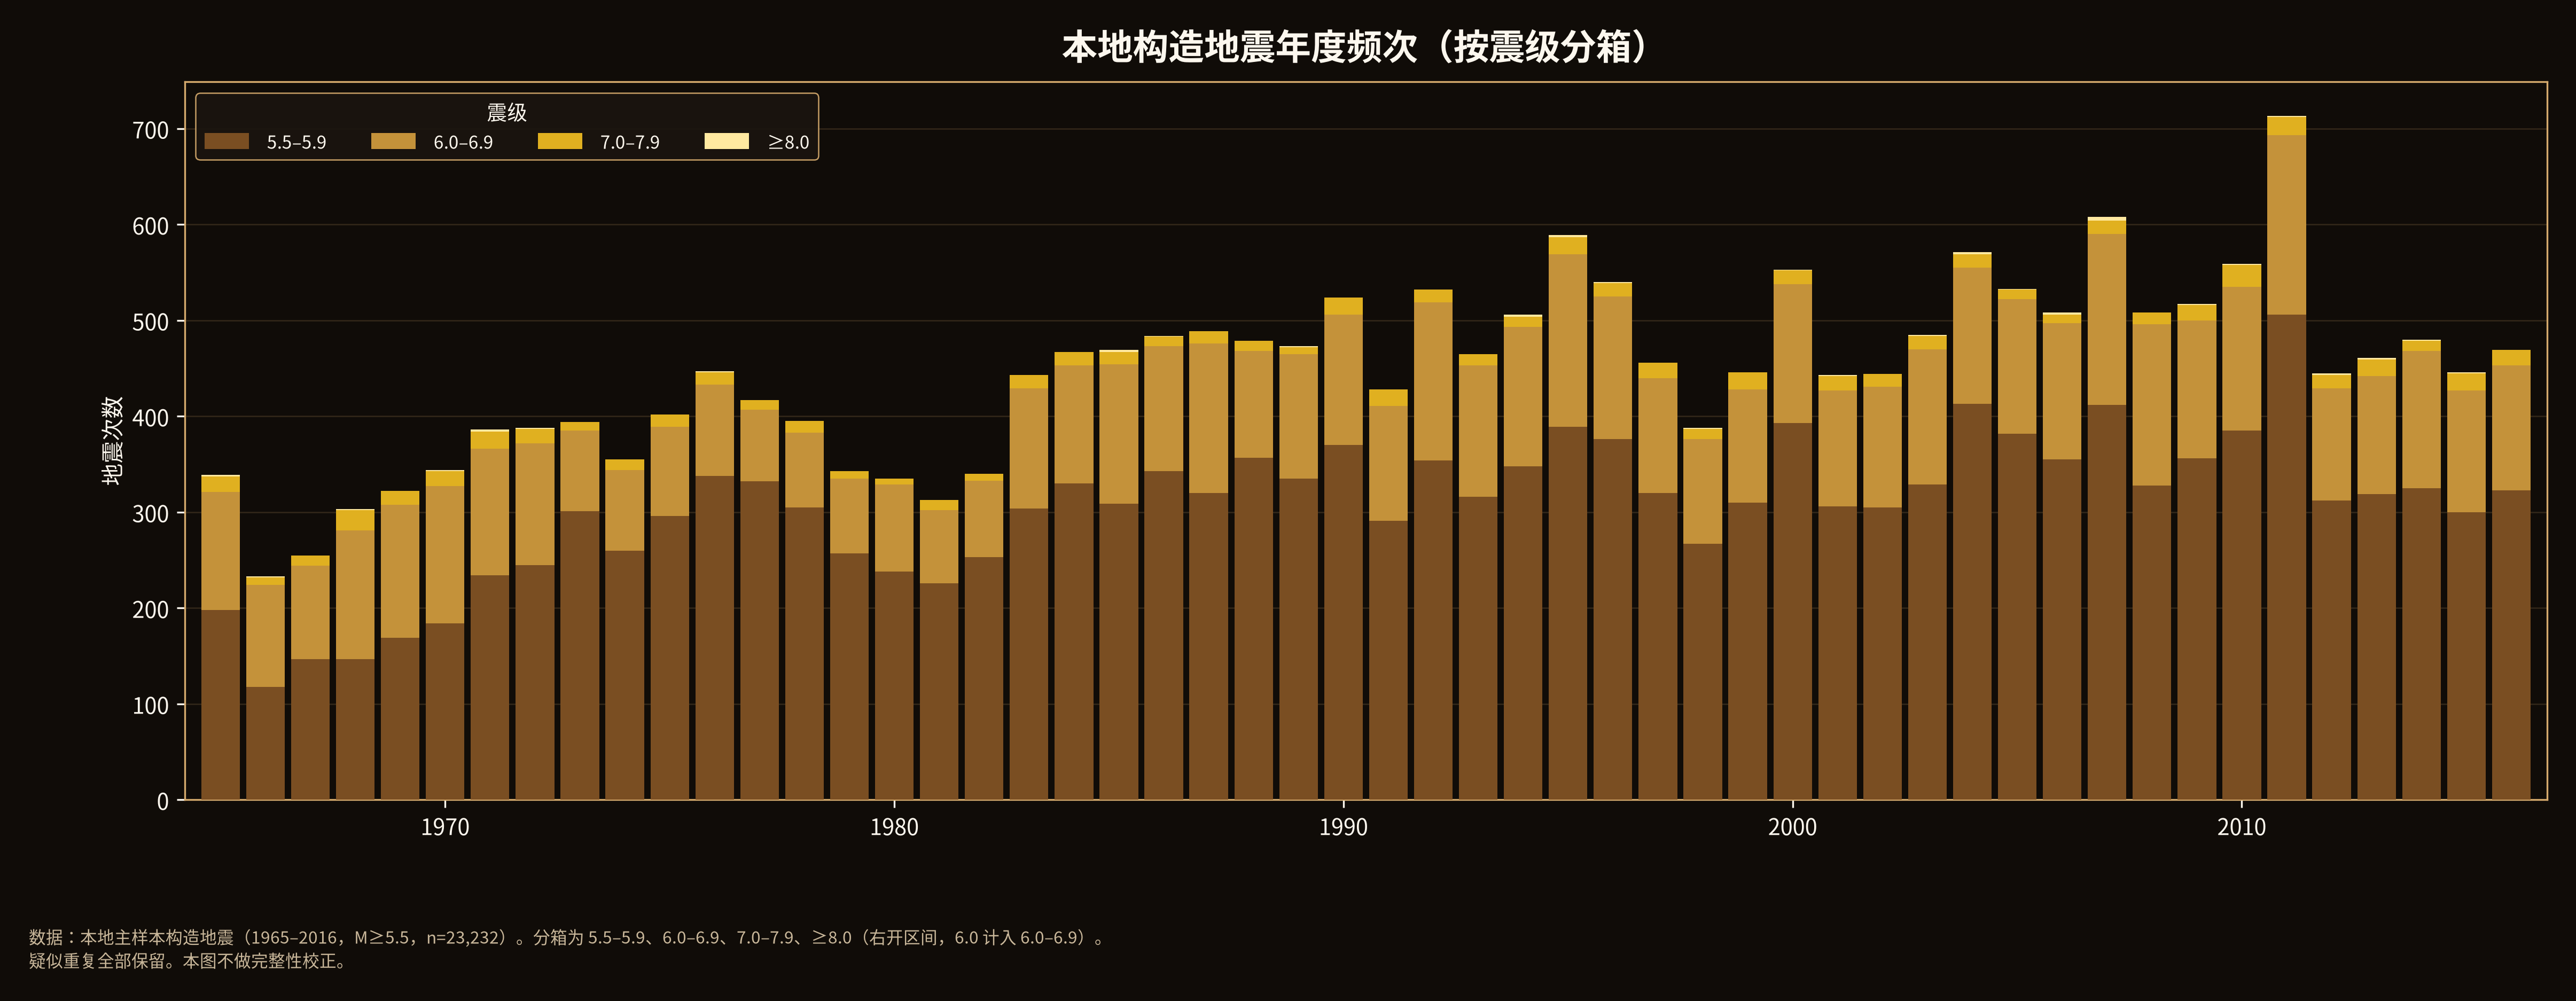 本地构造地震年度频次（按震级分箱）
震级
5.5–5.9 6.0–6.9 7.0–7.9 ≥8.0
地震次数
700
600
500
400
300
200
100
0
1970 1980 1990 2000 2010
数据：本地主样本构造地震（1965–2016，M≥5.5，n=23,232）。分箱为 5.5–5.9、6.0–6.9、7.0–7.9、≥8.0（右开区间，6.0 计入 6.0–6.9）。
疑似重复全部保留。本图不做完整性校正。